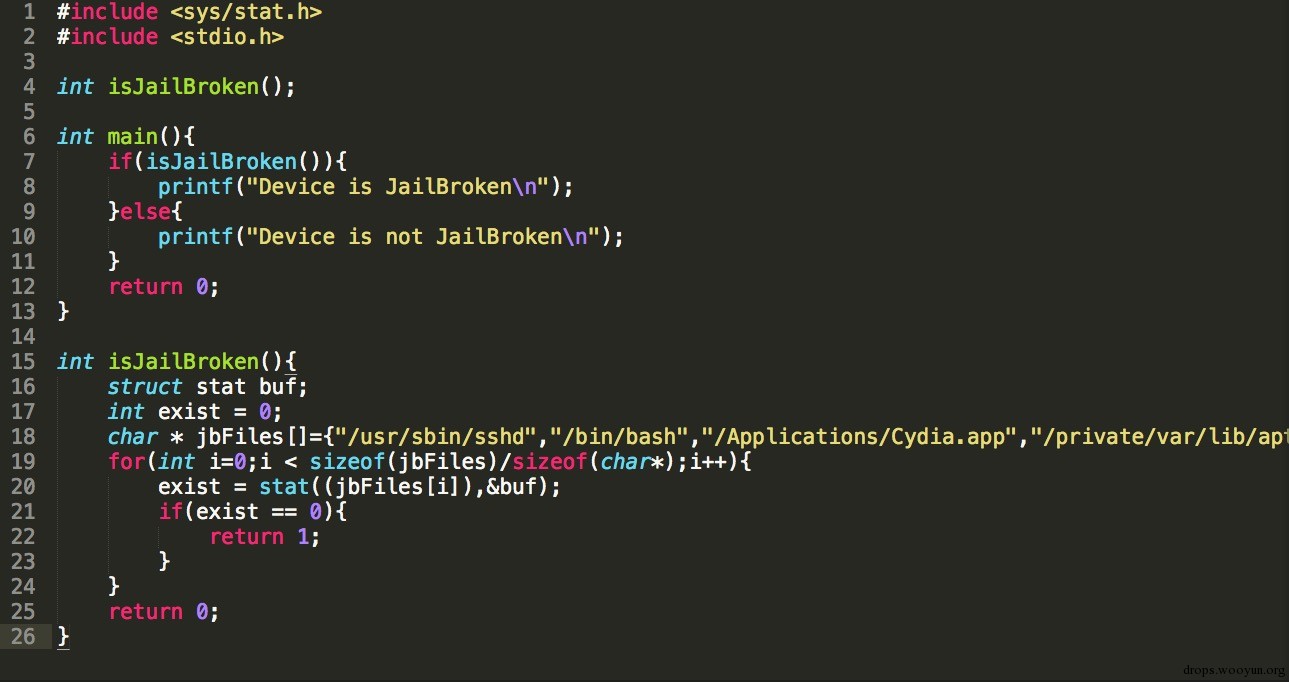 1 #include <sys/stat.h>
2 #include <stdio.h>
3
4 int isJailBroken();
5
6 int main(){
7     if(isJailBroken()){
8         printf("Device is JailBroken\n");
9     }else{
10         printf("Device is not JailBroken\n");
11     }
12     return 0;
13 }
14
15 int isJailBroken(){
16     struct stat buf;
17     int exist = 0;
18     char * jbFiles[]={"/usr/sbin/sshd","/bin/bash","/Applications/Cydia.app","/private/var/lib/apt
19     for(int i=0;i < sizeof(jbFiles)/sizeof(char*);i++){
20         exist = stat((jbFiles[i]),&buf);
21         if(exist == 0){
22             return 1;
23         }
24     }
25     return 0;
26 }
drops.wooyun.org